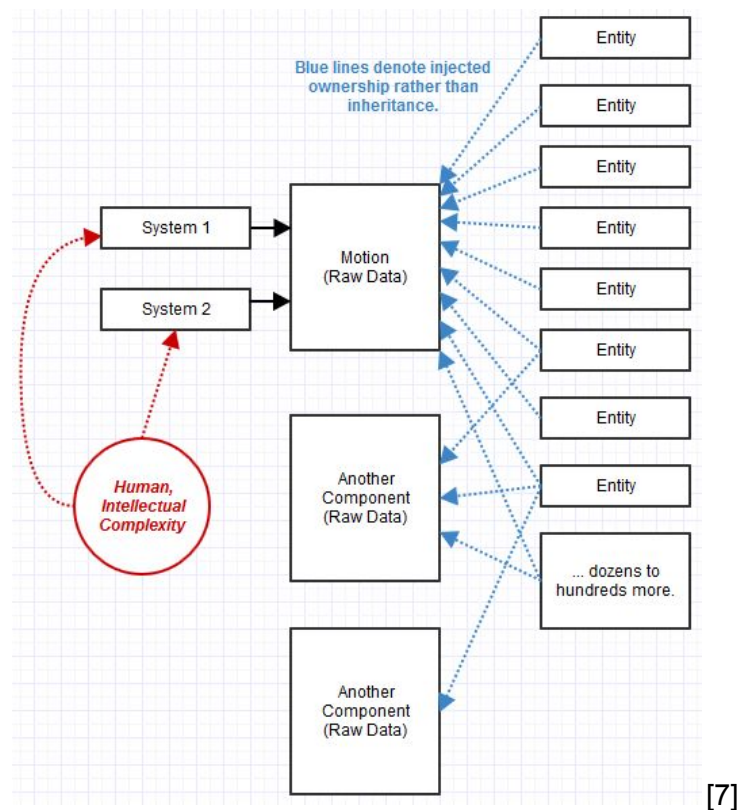 Blue lines denote injected
ownership rather than
inheritance.
Entity
Entity
Entity
Entity
Entity
Entity
Entity
Entity
... dozens to
hundreds more.
System 1
System 2
Motion
(Raw Data)
Another
Component
(Raw Data)
Another
Component
(Raw Data)
Human,
Intellectual
Complexity
[7]